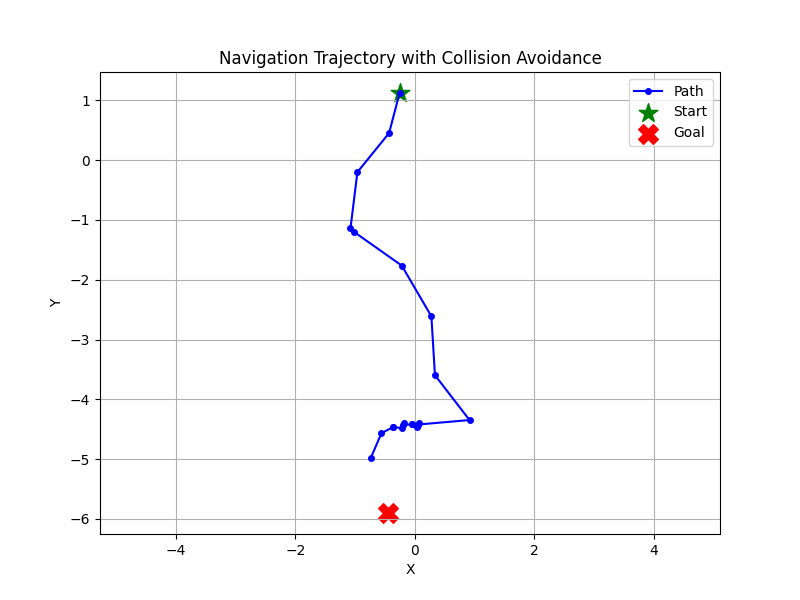 Navigation Trajectory with Collision Avoidance
Path
Start
Goal
1
0
−1
−2
−3
−4
−5
−6
Y
−4
−2
0
2
4
X